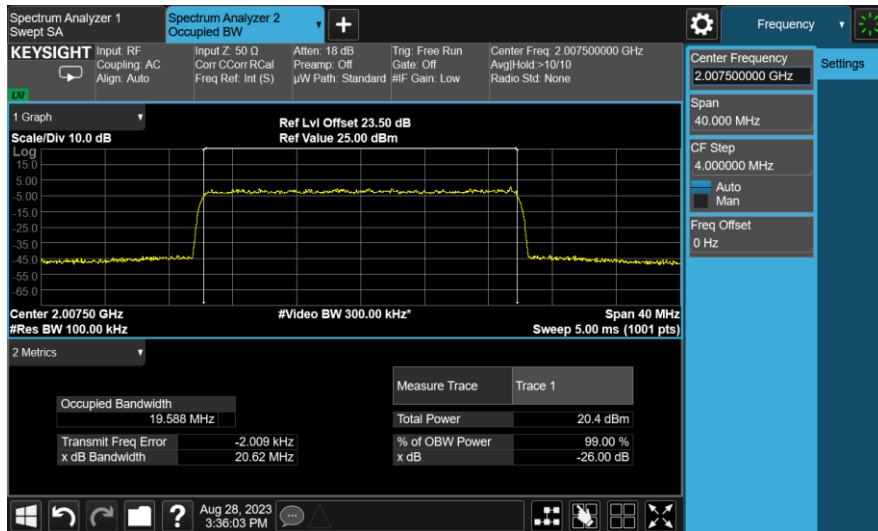 Spectrum Analyzer 1
Swept SA
Spectrum Analyzer 2
Occupied BW
Frequency
KEYSIGHT
Input: RF
Coupling: AC
Align: Auto
Input Z: 50 Ω
Corr CCorr RCal
Freq Ref: Int (S)
Atten: 18 dB
Preamp: Off
µW Path: Standard
Trig: Free Run
Gate: Off
#IF Gain: Low
Center Freq: 2.007500000 GHz
Avg|Hold:>10/10
Radio Std: None
LXI
Center Frequency
2.007500000 GHz
Settings
Span
40.000 MHz
CF Step
4.000000 MHz
Auto
Man
Freq Offset
0 Hz
1 Graph
Scale/Div 10.0 dB
Ref Lvl Offset 23.50 dB
Ref Value 25.00 dBm
Log
15.0
5.00
-5.00
-15.0
-25.0
-35.0
-45.0
-55.0
-65.0
Center 2.00750 GHz
#Video BW 300.00 kHz*
Span 40 MHz
#Res BW 100.00 kHz
Sweep 5.00 ms (1001 pts)
2 Metrics
Measure Trace
Trace 1
Occupied Bandwidth
19.588 MHz
Total Power
20.4 dBm
Transmit Freq Error
-2.009 kHz
% of OBW Power
99.00 %
x dB Bandwidth
20.62 MHz
x dB
-26.00 dB
Aug 28, 2023
3:36:03 PM